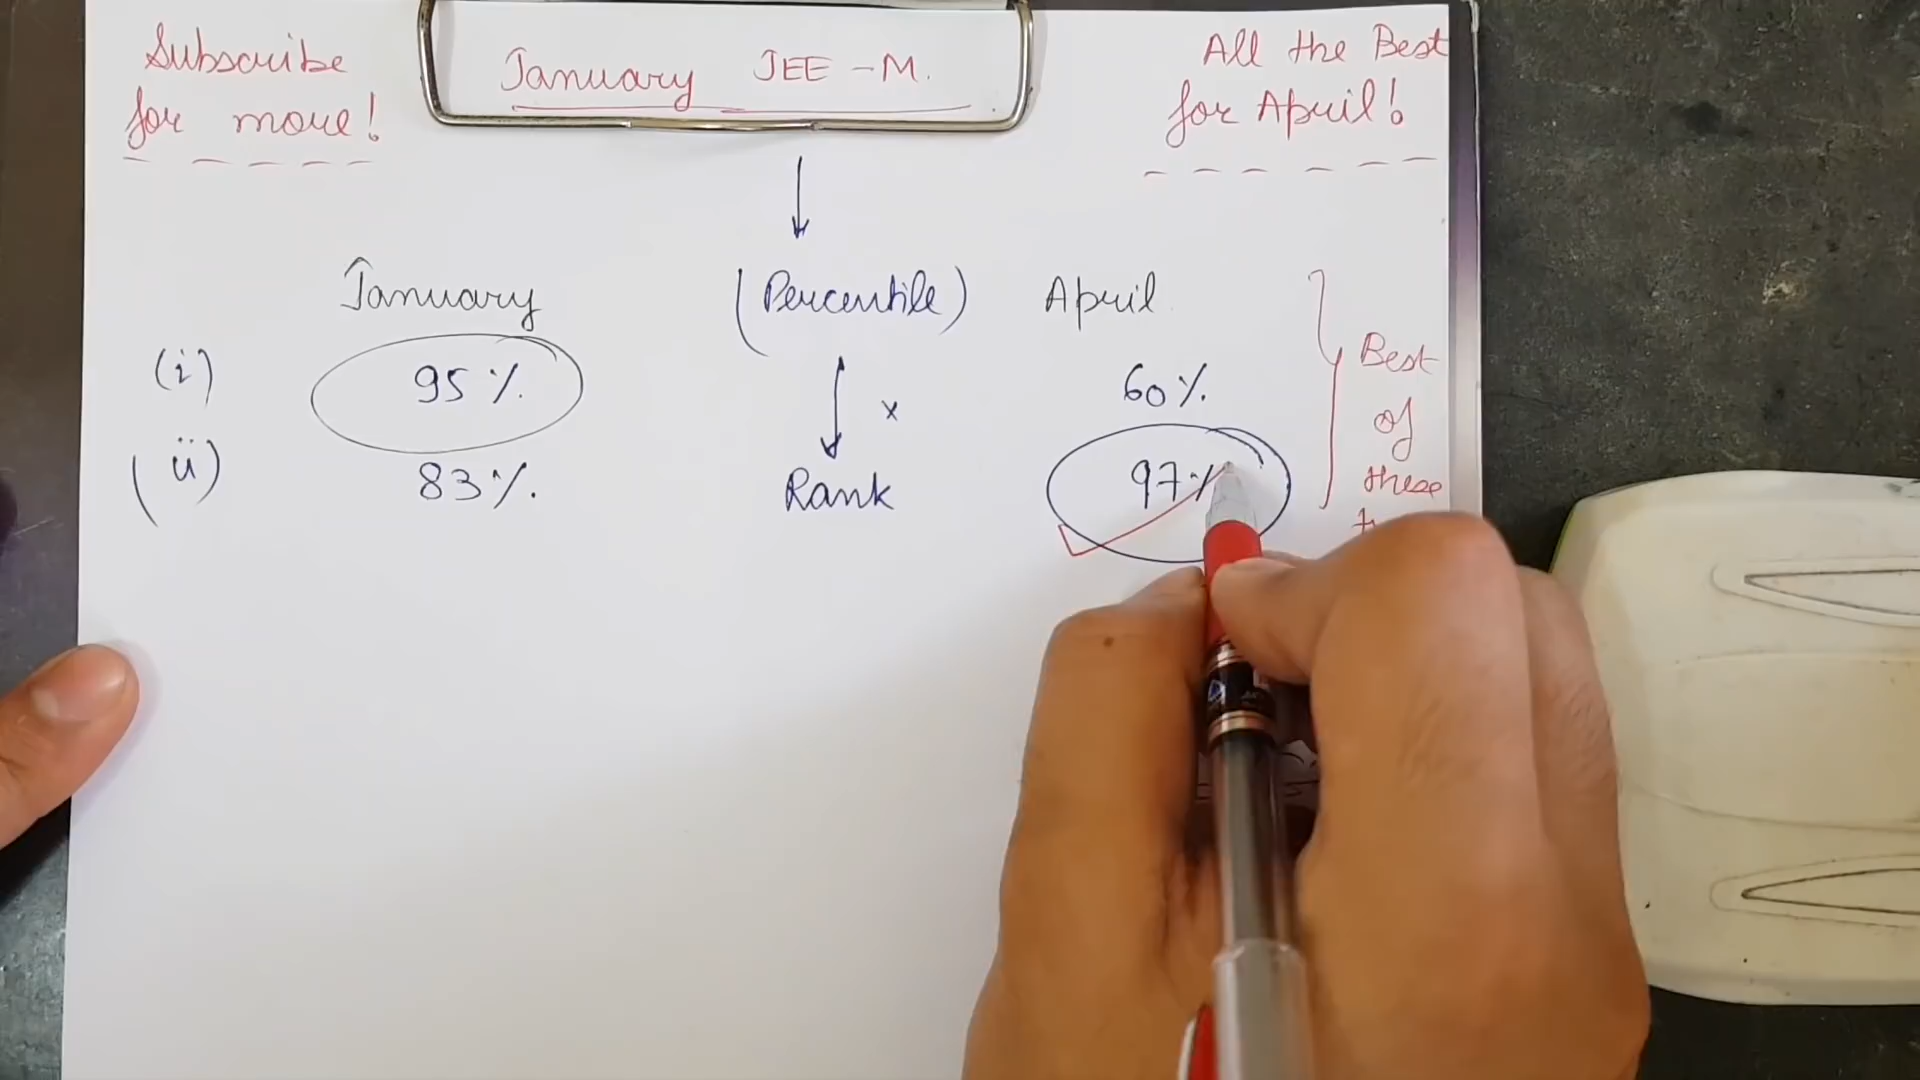 Subscribe
for more!
January JEE-M.
All the Best
for April!
January
(Percentile)
April
(i)
95%.
x
60%.
(ii)
83%.
Rank
97%
Best
of
these